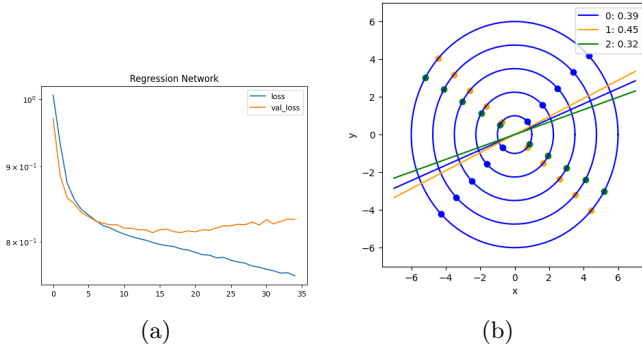 Regression Network
10⁰
9 × 10⁻¹
8 × 10⁻¹
loss
val_loss
0 5 10 15 20 25 30 35
(a)
6
4
2
0
−2
−4
−6
y
0: 0.39
1: 0.45
2: 0.32
−6 −4 −2 0 2 4 6
x
(b)